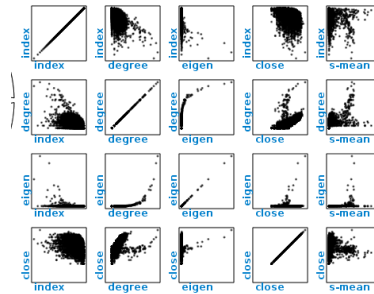 index index index index index
index degree eigen close s-mean
degree degree degree degree degree
index degree eigen close s-mean
eigen eigen eigen eigen eigen
index degree eigen close s-mean
close close close close close
index degree eigen close s-mean